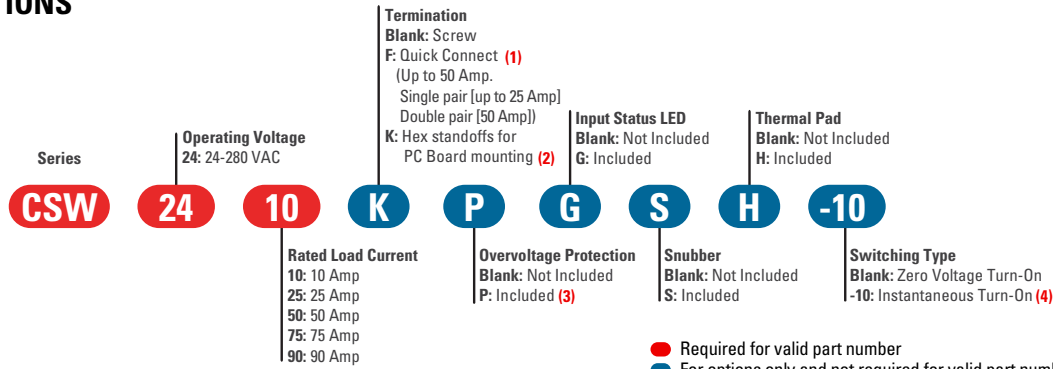 IONS
Termination
Blank: Screw
F: Quick Connect (1)
(Up to 50 Amp.
Single pair [up to 25 Amp]
Double pair [50 Amp])
K: Hex standoffs for
PC Board mounting (2)
Input Status LED
Blank: Not Included
G: Included
Thermal Pad
Blank: Not Included
H: Included
Operating Voltage
24: 24-280 VAC
Series
CSW 24 10 K P G S H -10
Rated Load Current
10: 10 Amp
25: 25 Amp
50: 50 Amp
75: 75 Amp
90: 90 Amp
Overvoltage Protection
Blank: Not Included
P: Included (3)
Snubber
Blank: Not Included
S: Included
Switching Type
Blank: Zero Voltage Turn-On
-10: Instantaneous Turn-On (4)
Required for valid part number
For options only and not required for valid part num